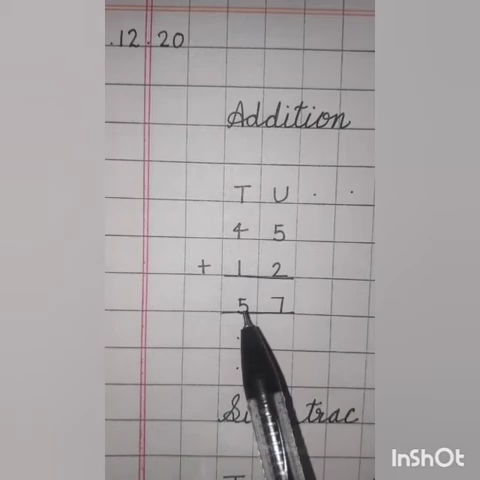 .12.20
Addition
T U . .
4 5
+ 1 2
5 7
InShOt